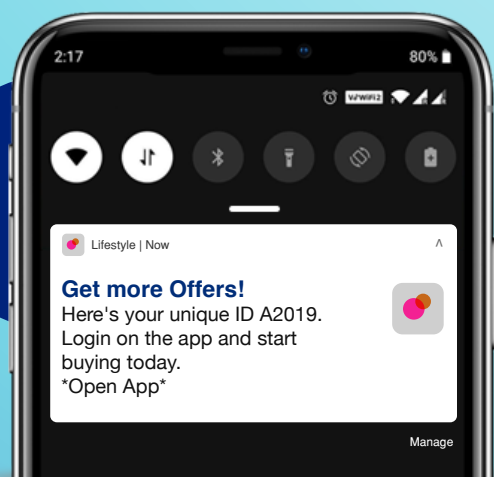 2:17 80%
VoWiFi2
Lifestyle | Now
Get more Offers!
Here's your unique ID A2019.
Login on the app and start
buying today.
*Open App*
Manage